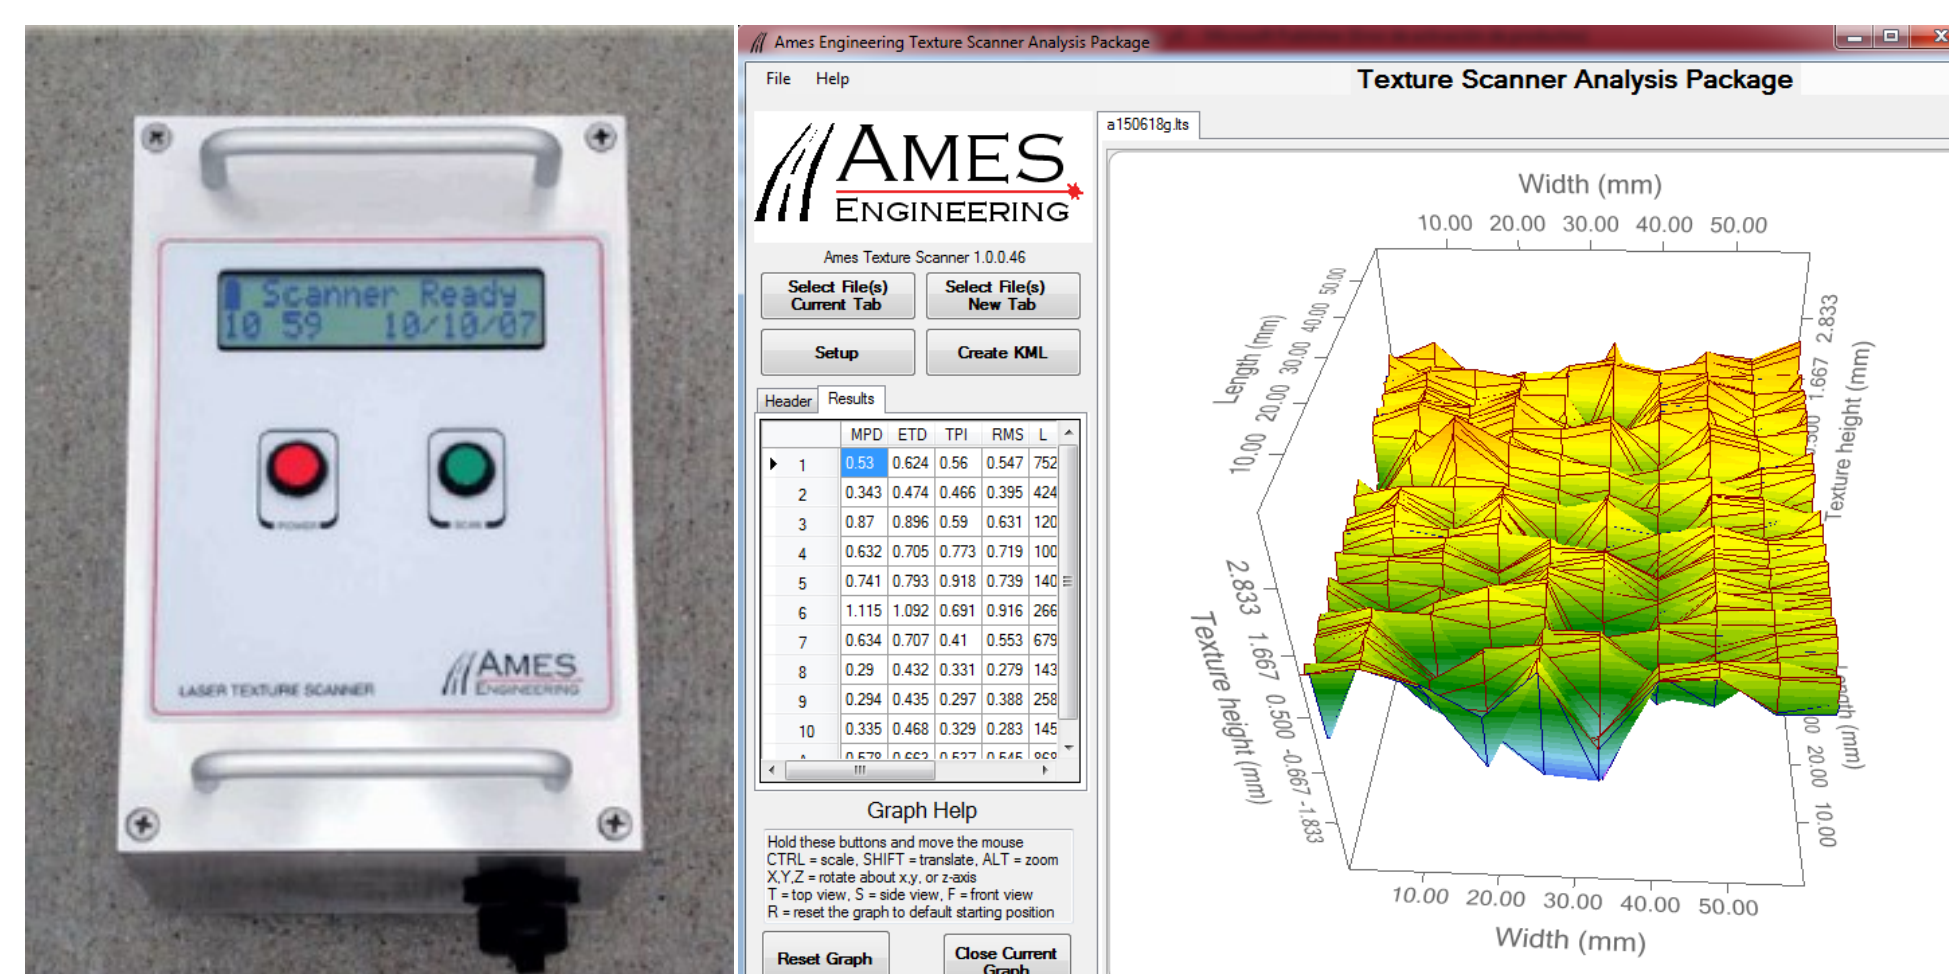 Scanner Ready
10 59 10/10/07
POWER
SCAN
LASER TEXTURE SCANNER
AMES
ENGINEERING
Ames Engineering Texture Scanner Analysis Package
File Help
Texture Scanner Analysis Package
AMES
ENGINEERING
Ames Texture Scanner 1.0.0.46
Select File(s)
Current Tab
Select File(s)
New Tab
Setup
Create KML
Header Results
MPD ETD TPI RMS L
1 0.53 0.624 0.56 0.547 752
2 0.343 0.474 0.466 0.395 424
3 0.87 0.896 0.59 0.631 120
4 0.632 0.705 0.773 0.719 100
5 0.741 0.793 0.918 0.739 140
6 1.115 1.092 0.691 0.916 266
7 0.634 0.707 0.41 0.553 679
8 0.29 0.432 0.331 0.279 143
9 0.294 0.435 0.297 0.388 258
10 0.335 0.468 0.329 0.283 145
Graph Help
Hold these buttons and move the mouse
CTRL = scale, SHIFT = translate, ALT = zoom
X,Y,Z = rotate about x,y, or z-axis
T = top view, S = side view, F = front view
R = reset the graph to default starting position
Reset Graph
Close Current
Graph
a150618g.lts
Width (mm)
10.00 20.00 30.00 40.00 50.00
Length (mm)
10.00 20.00 30.00 40.00 50.00
Texture height (mm)
2.833 1.667 0.500 -0.667 -1.833
1.667 2.833
Texture height (mm)
(mm)
20.00 10.00
10.00 20.00 30.00 40.00 50.00
Width (mm)